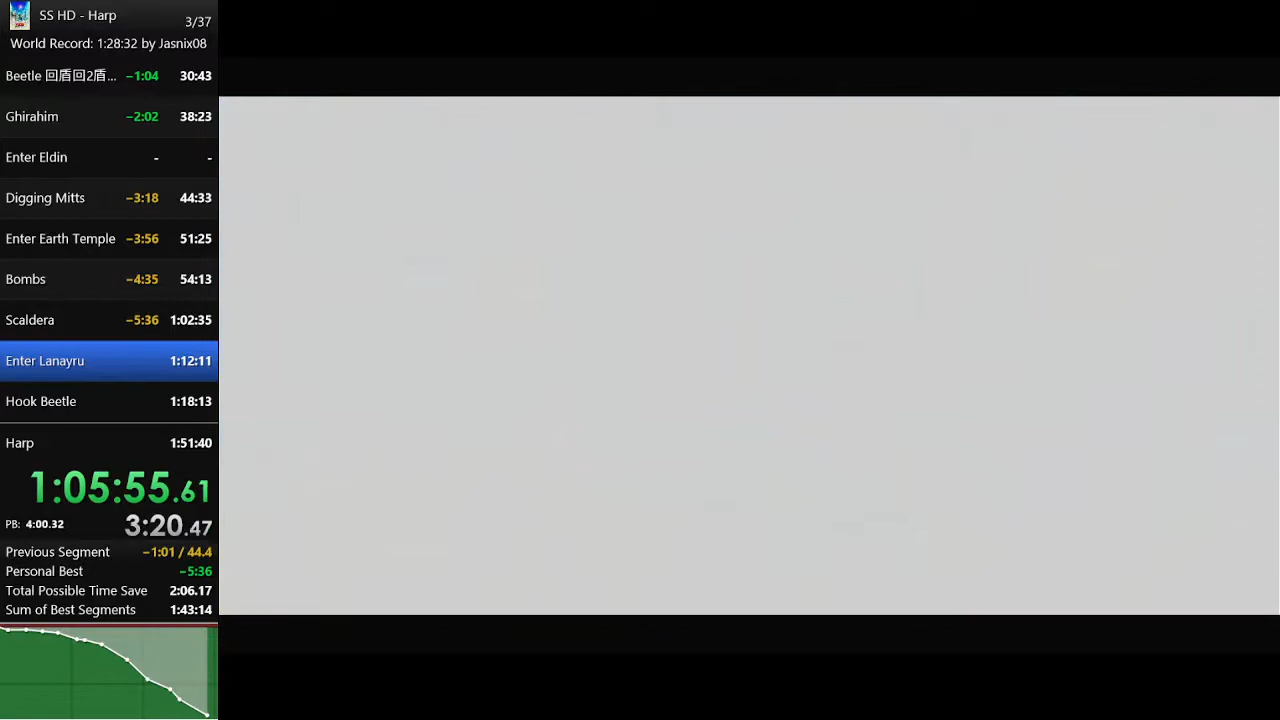 SS HD - Harp
3/37
World Record: 1:28:32 by Jasnix08
Beetle 回盾回2盾... −1:04 30:43
Ghirahim −2:02 38:23
Enter Eldin - -
Digging Mitts −3:18 44:33
Enter Earth Temple −3:56 51:25
Bombs −4:35 54:13
Scaldera −5:36 1:02:35
Enter Lanayru 1:12:11
Hook Beetle 1:18:13
Harp 1:51:40
1:05:55.61
PB: 4:00.32 3:20.47
Previous Segment −1:01 / 44.4
Personal Best −5:36
Total Possible Time Save 2:06.17
Sum of Best Segments 1:43:14